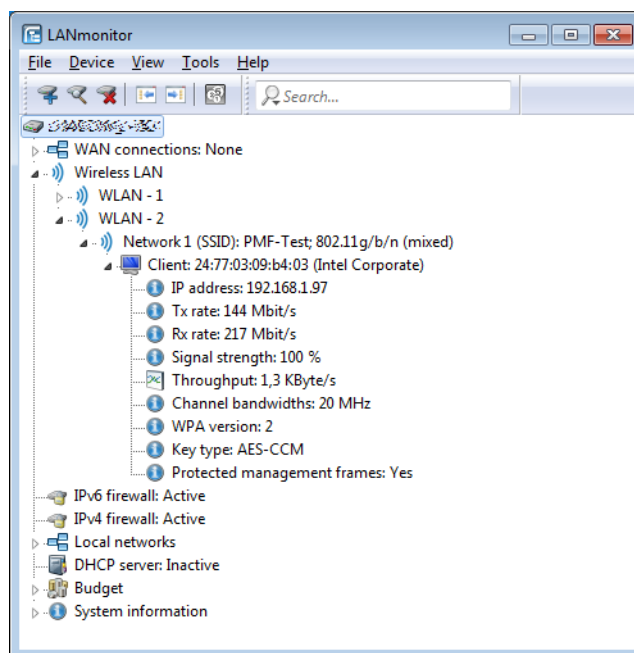 LANmonitor
File Device View Tools Help
Search...
WAN connections: None
Wireless LAN
WLAN - 1
WLAN - 2
Network 1 (SSID): PMF-Test; 802.11g/b/n (mixed)
Client: 24:77:03:09:b4:03 (Intel Corporate)
IP address: 192.168.1.97
Tx rate: 144 Mbit/s
Rx rate: 217 Mbit/s
Signal strength: 100 %
Throughput: 1,3 KByte/s
Channel bandwidths: 20 MHz
WPA version: 2
Key type: AES-CCM
Protected management frames: Yes
IPv6 firewall: Active
IPv4 firewall: Active
Local networks
DHCP server: Inactive
Budget
System information